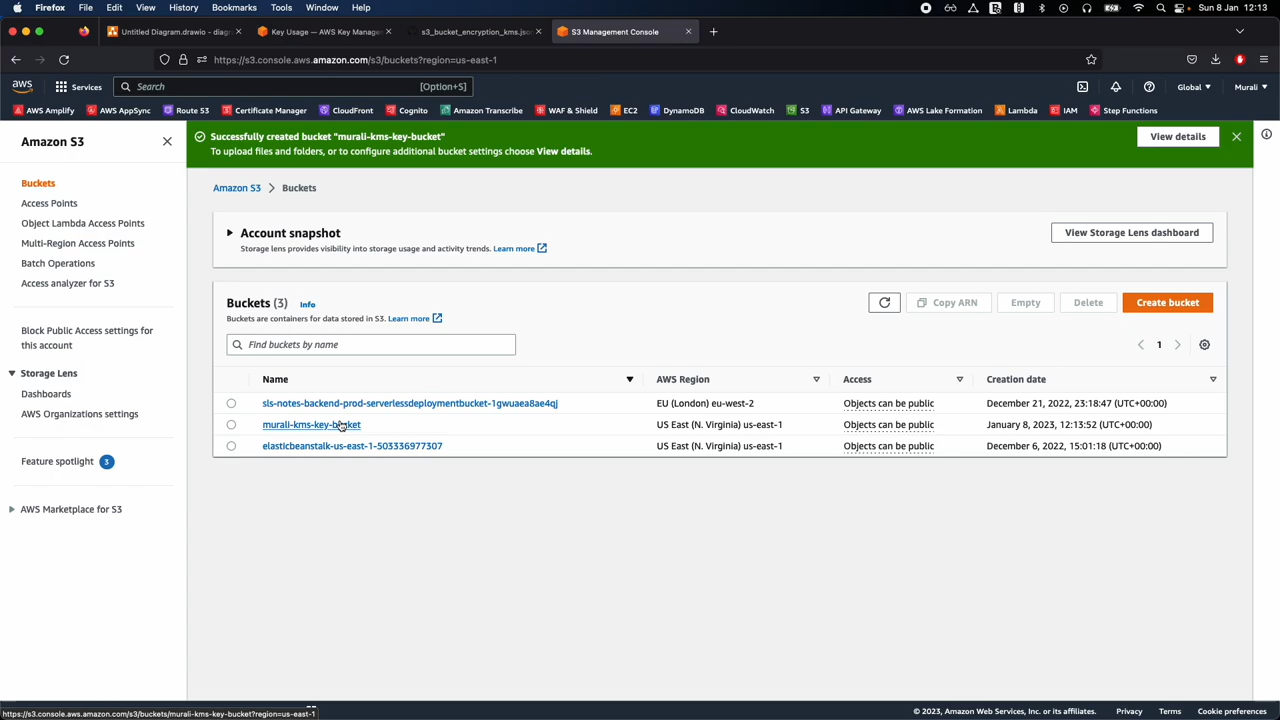 Firefox File Edit View History Bookmarks Tools Window Help Sun 8 Jan 12:13
Untitled Diagram.drawio - diagr Key Usage — AWS Key Manage s3_bucket_encryption_kms.jso S3 Management Console
https://s3.console.aws.amazon.com/s3/buckets?region=us-east-1
aws Services Search [Option+S] Global Murali
AWS Amplify AWS AppSync Route 53 Certificate Manager CloudFront Cognito Amazon Transcribe WAF & Shield EC2 DynamoDB CloudWatch S3 API Gateway AWS Lake Formation Lambda IAM Step Functions
Amazon S3
Buckets
Access Points
Object Lambda Access Points
Multi-Region Access Points
Batch Operations
Access analyzer for S3
Block Public Access settings for
this account
Storage Lens
Dashboards
AWS Organizations settings
Feature spotlight 3
AWS Marketplace for S3
Successfully created bucket "murali-kms-key-bucket"
To upload files and folders, or to configure additional bucket settings choose View details.
View details
Amazon S3 > Buckets
Account snapshot
Storage lens provides visibility into storage usage and activity trends. Learn more
View Storage Lens dashboard
Buckets (3) Info
Buckets are containers for data stored in S3. Learn more
Copy ARN Empty Delete Create bucket
Find buckets by name
1
Name AWS Region Access Creation date
sls-notes-backend-prod-serverlessdeploymentbucket-1gwuaea8ae4qj EU (London) eu-west-2 Objects can be public December 21, 2022, 23:18:47 (UTC+00:00)
murali-kms-key-bucket US East (N. Virginia) us-east-1 Objects can be public January 8, 2023, 12:13:52 (UTC+00:00)
elasticbeanstalk-us-east-1-503336977307 US East (N. Virginia) us-east-1 Objects can be public December 6, 2022, 15:01:18 (UTC+00:00)
https://s3.console.aws.amazon.com/s3/buckets/murali-kms-key-bucket?region=us-east-1
© 2023, Amazon Web Services, Inc. or its affiliates. Privacy Terms Cookie preferences